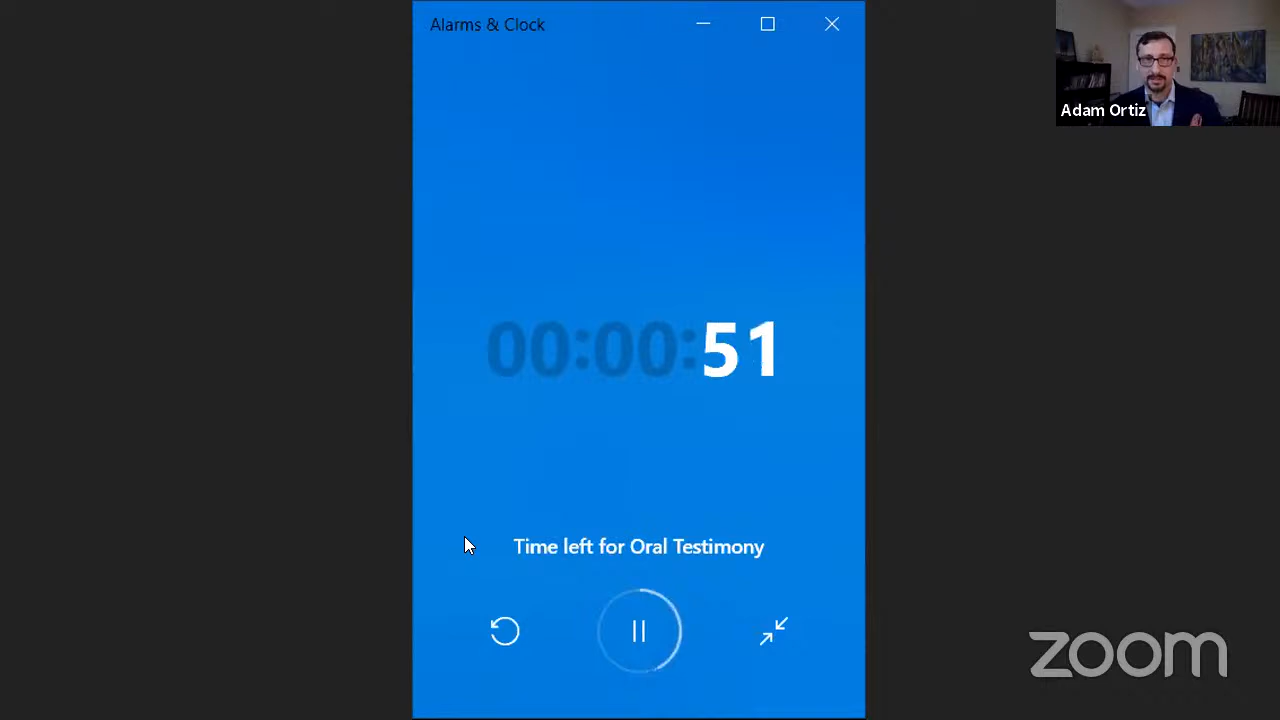 Alarms & Clock
Adam Ortiz
00:00:51
Time left for Oral Testimony
zoom